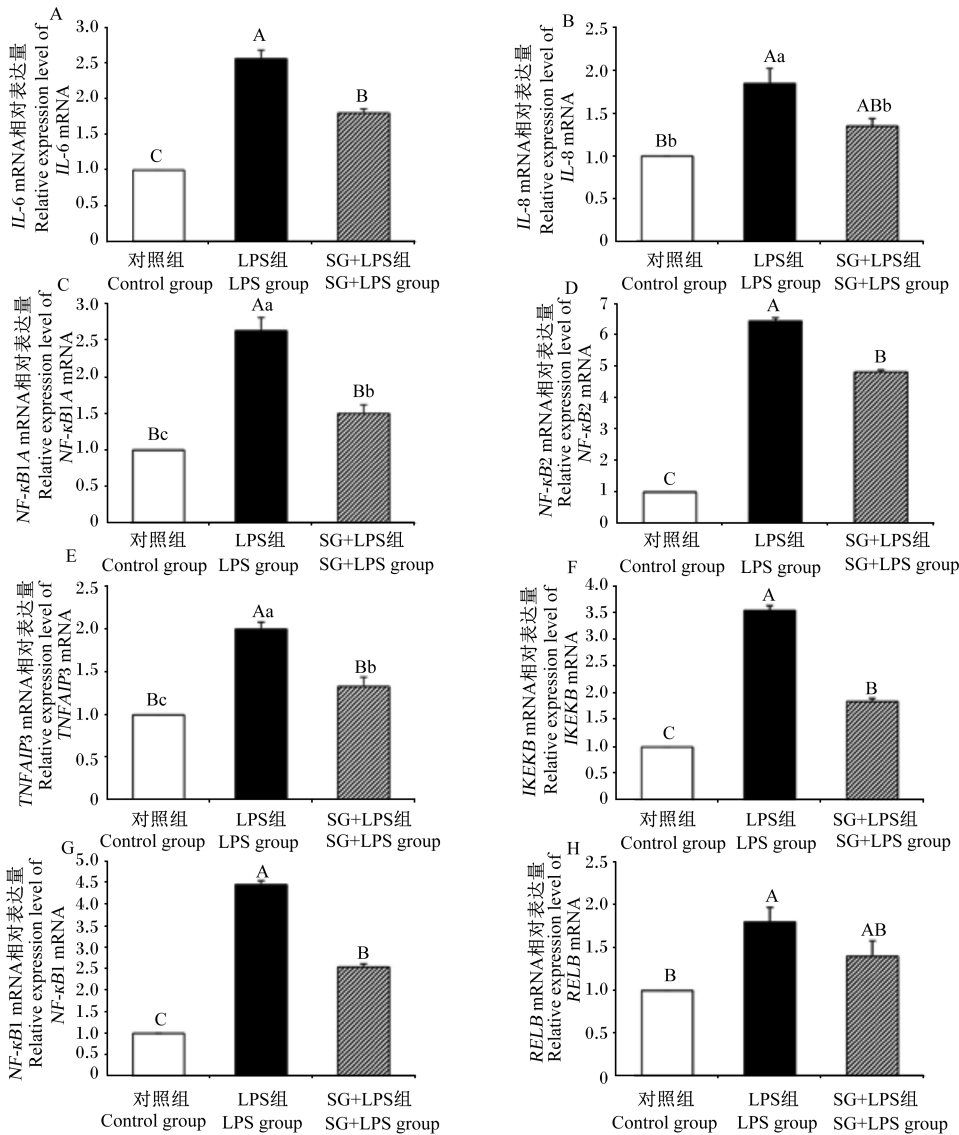 A
IL-6 mRNA相对表达量
Relative expression level of
IL-6 mRNA
3.0
2.5
2.0
1.5
1.0
0.5
0
C
A
B
对照组
Control group
LPS组
LPS group
SG+LPS组
SG+LPS group
B
IL-8 mRNA相对表达量
Relative expression level of
IL-8 mRNA
2.5
2.0
1.5
1.0
0.5
0
Bb
Aa
ABb
对照组
Control group
LPS组
LPS group
SG+LPS组
SG+LPS group
C
NF-κB1A mRNA相对表达量
Relative expression level of
NF-κB1A mRNA
3.0
2.5
2.0
1.5
1.0
0.5
0
Bc
Aa
Bb
对照组
Control group
LPS组
LPS group
SG+LPS组
SG+LPS group
D
NF-κB2 mRNA相对表达量
Relative expression level of
NF-κB2 mRNA
7
6
5
4
3
2
1
0
C
A
B
对照组
Control group
LPS组
LPS group
SG+LPS组
SG+LPS group
E
TNFAIP3 mRNA相对表达量
Relative expression level of
TNFAIP3 mRNA
2.5
2.0
1.5
1.0
0.5
0
Bc
Aa
Bb
对照组
Control group
LPS组
LPS group
SG+LPS组
SG+LPS group
F
IKEKB mRNA相对表达量
Relative expression level of
IKEKB mRNA
4.0
3.5
3.0
2.5
2.0
1.5
1.0
0.5
0
C
A
B
对照组
Control group
LPS组
LPS group
SG+LPS组
SG+LPS group
G
NF-κB1 mRNA相对表达量
Relative expression level of
NF-κB1 mRNA
5.0
4.5
4.0
3.5
3.0
2.5
2.0
1.5
1.0
0.5
0
C
A
B
对照组
Control group
LPS组
LPS group
SG+LPS组
SG+LPS group
H
RELB mRNA相对表达量
Relative expression level of
RELB mRNA
2.5
2.0
1.5
1.0
0.5
0
B
A
AB
对照组
Control group
LPS组
LPS group
SG+LPS组
SG+LPS group